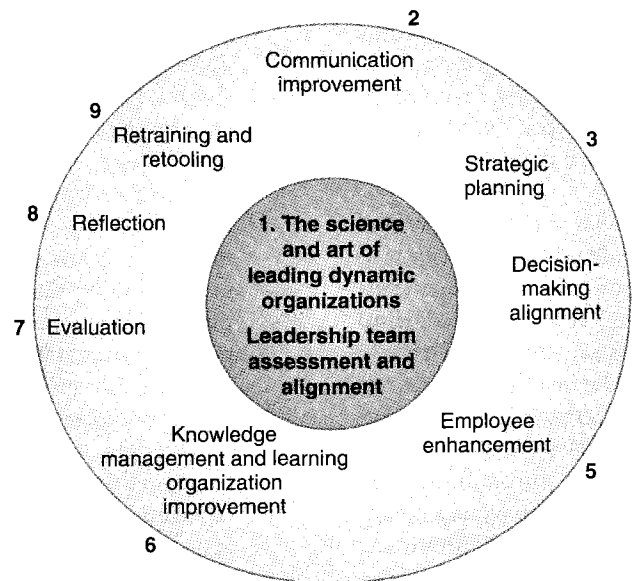 2
Communication
improvement
3
Strategic
planning
Decision-
making
alignment
5
Employee
enhancement
6
Knowledge
management and learning
organization
improvement
7
Evaluation
8
Reflection
9
Retraining and
retooling
1. The science
and art of
leading dynamic
organizations
Leadership team
assessment and
alignment